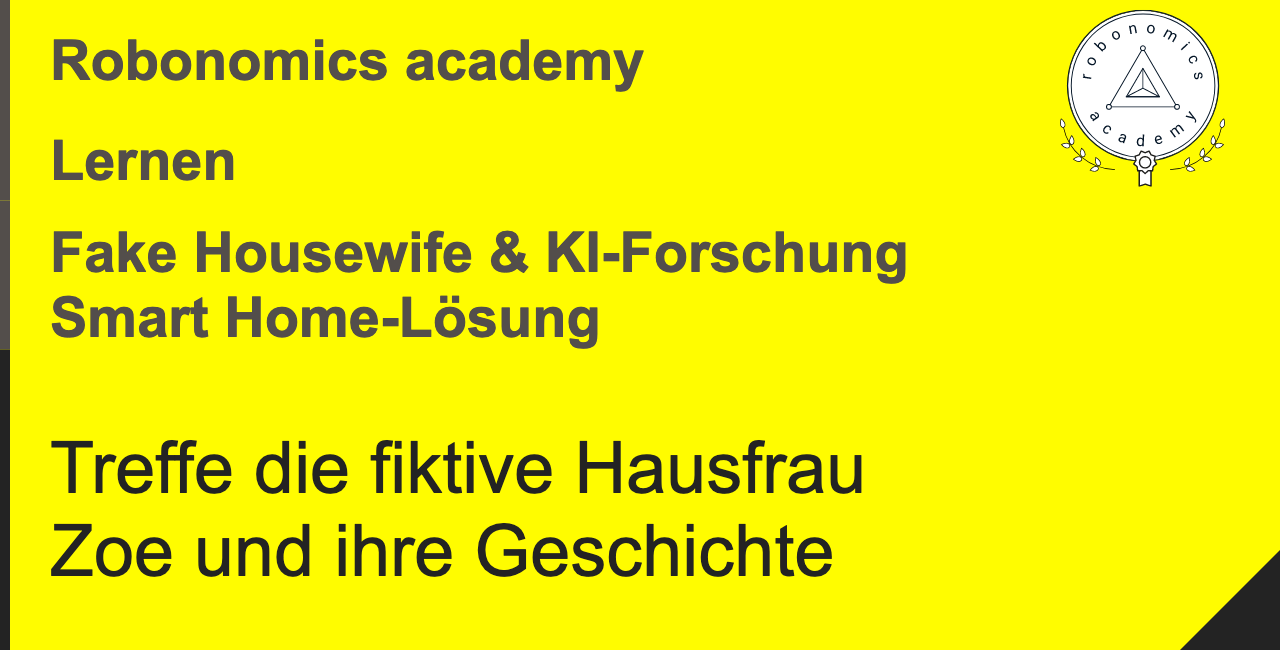 Robonomics academy
robonomics
academy
Lernen
Fake Housewife & KI-Forschung
Smart Home-Lösung
Treffe die fiktive Hausfrau
Zoe und ihre Geschichte